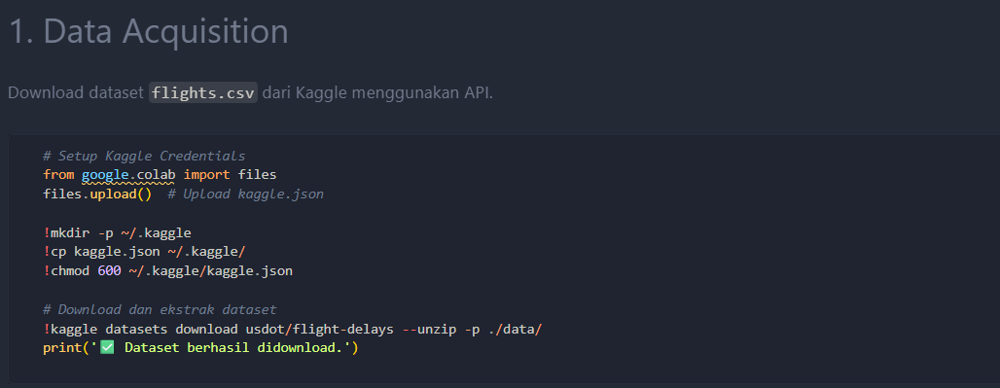 1. Data Acquisition
Download dataset flights.csv dari Kaggle menggunakan API.
# Setup Kaggle Credentials
from google.colab import files
files.upload()  # Upload kaggle.json
!mkdir -p ~/.kaggle
!cp kaggle.json ~/.kaggle/
!chmod 600 ~/.kaggle/kaggle.json
# Download dan ekstrak dataset
!kaggle datasets download usdot/flight-delays --unzip -p ./data/
print('✅ Dataset berhasil didownload.')